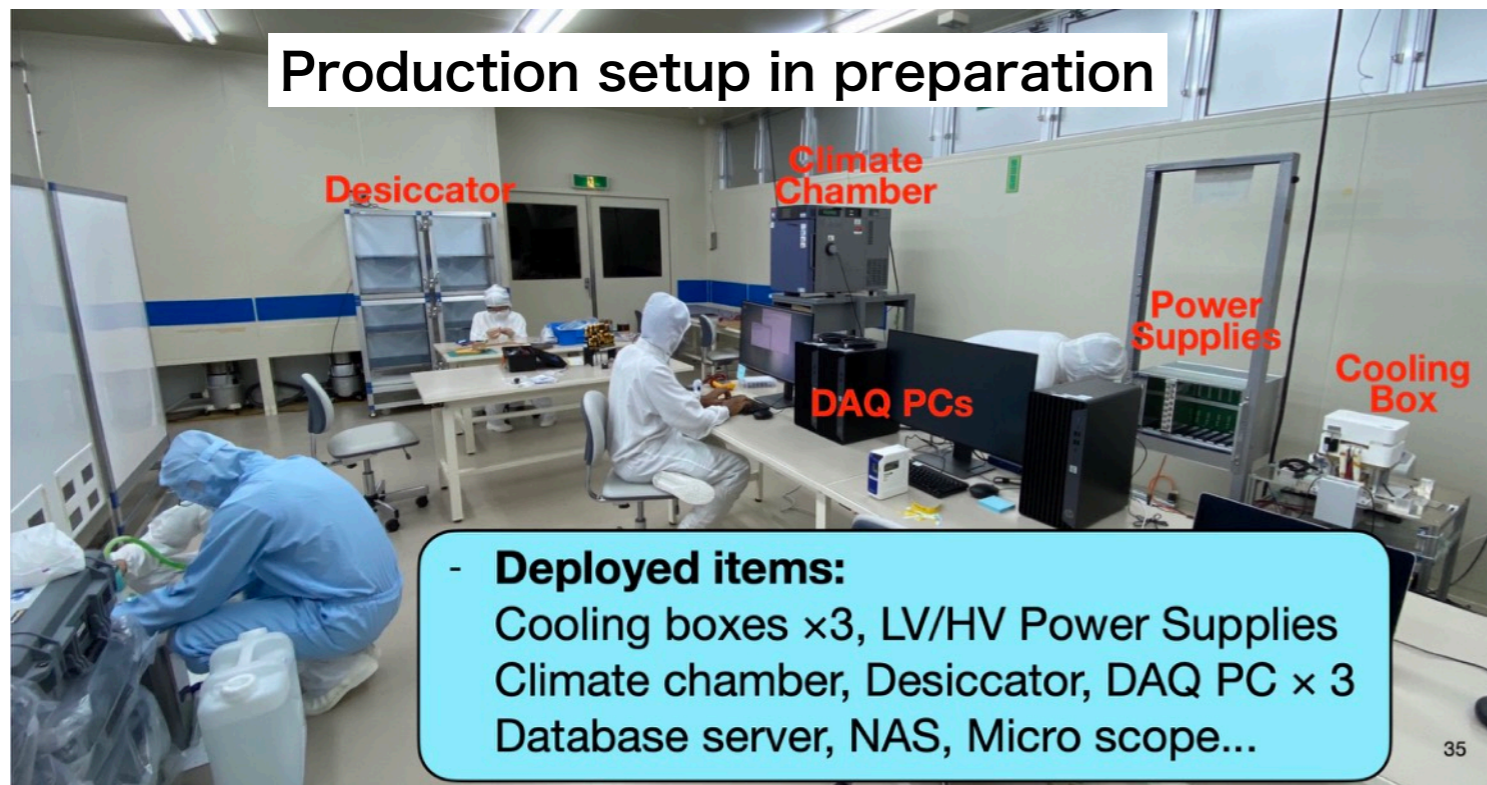 Production setup in preparation
Desiccator
Climate
Chamber
Power
Supplies
Cooling
Box
DAQ PCs
- Deployed items:
Cooling boxes ×3, LV/HV Power Supplies
Climate chamber, Desiccator, DAQ PC × 3
Database server, NAS, Micro scope...
35